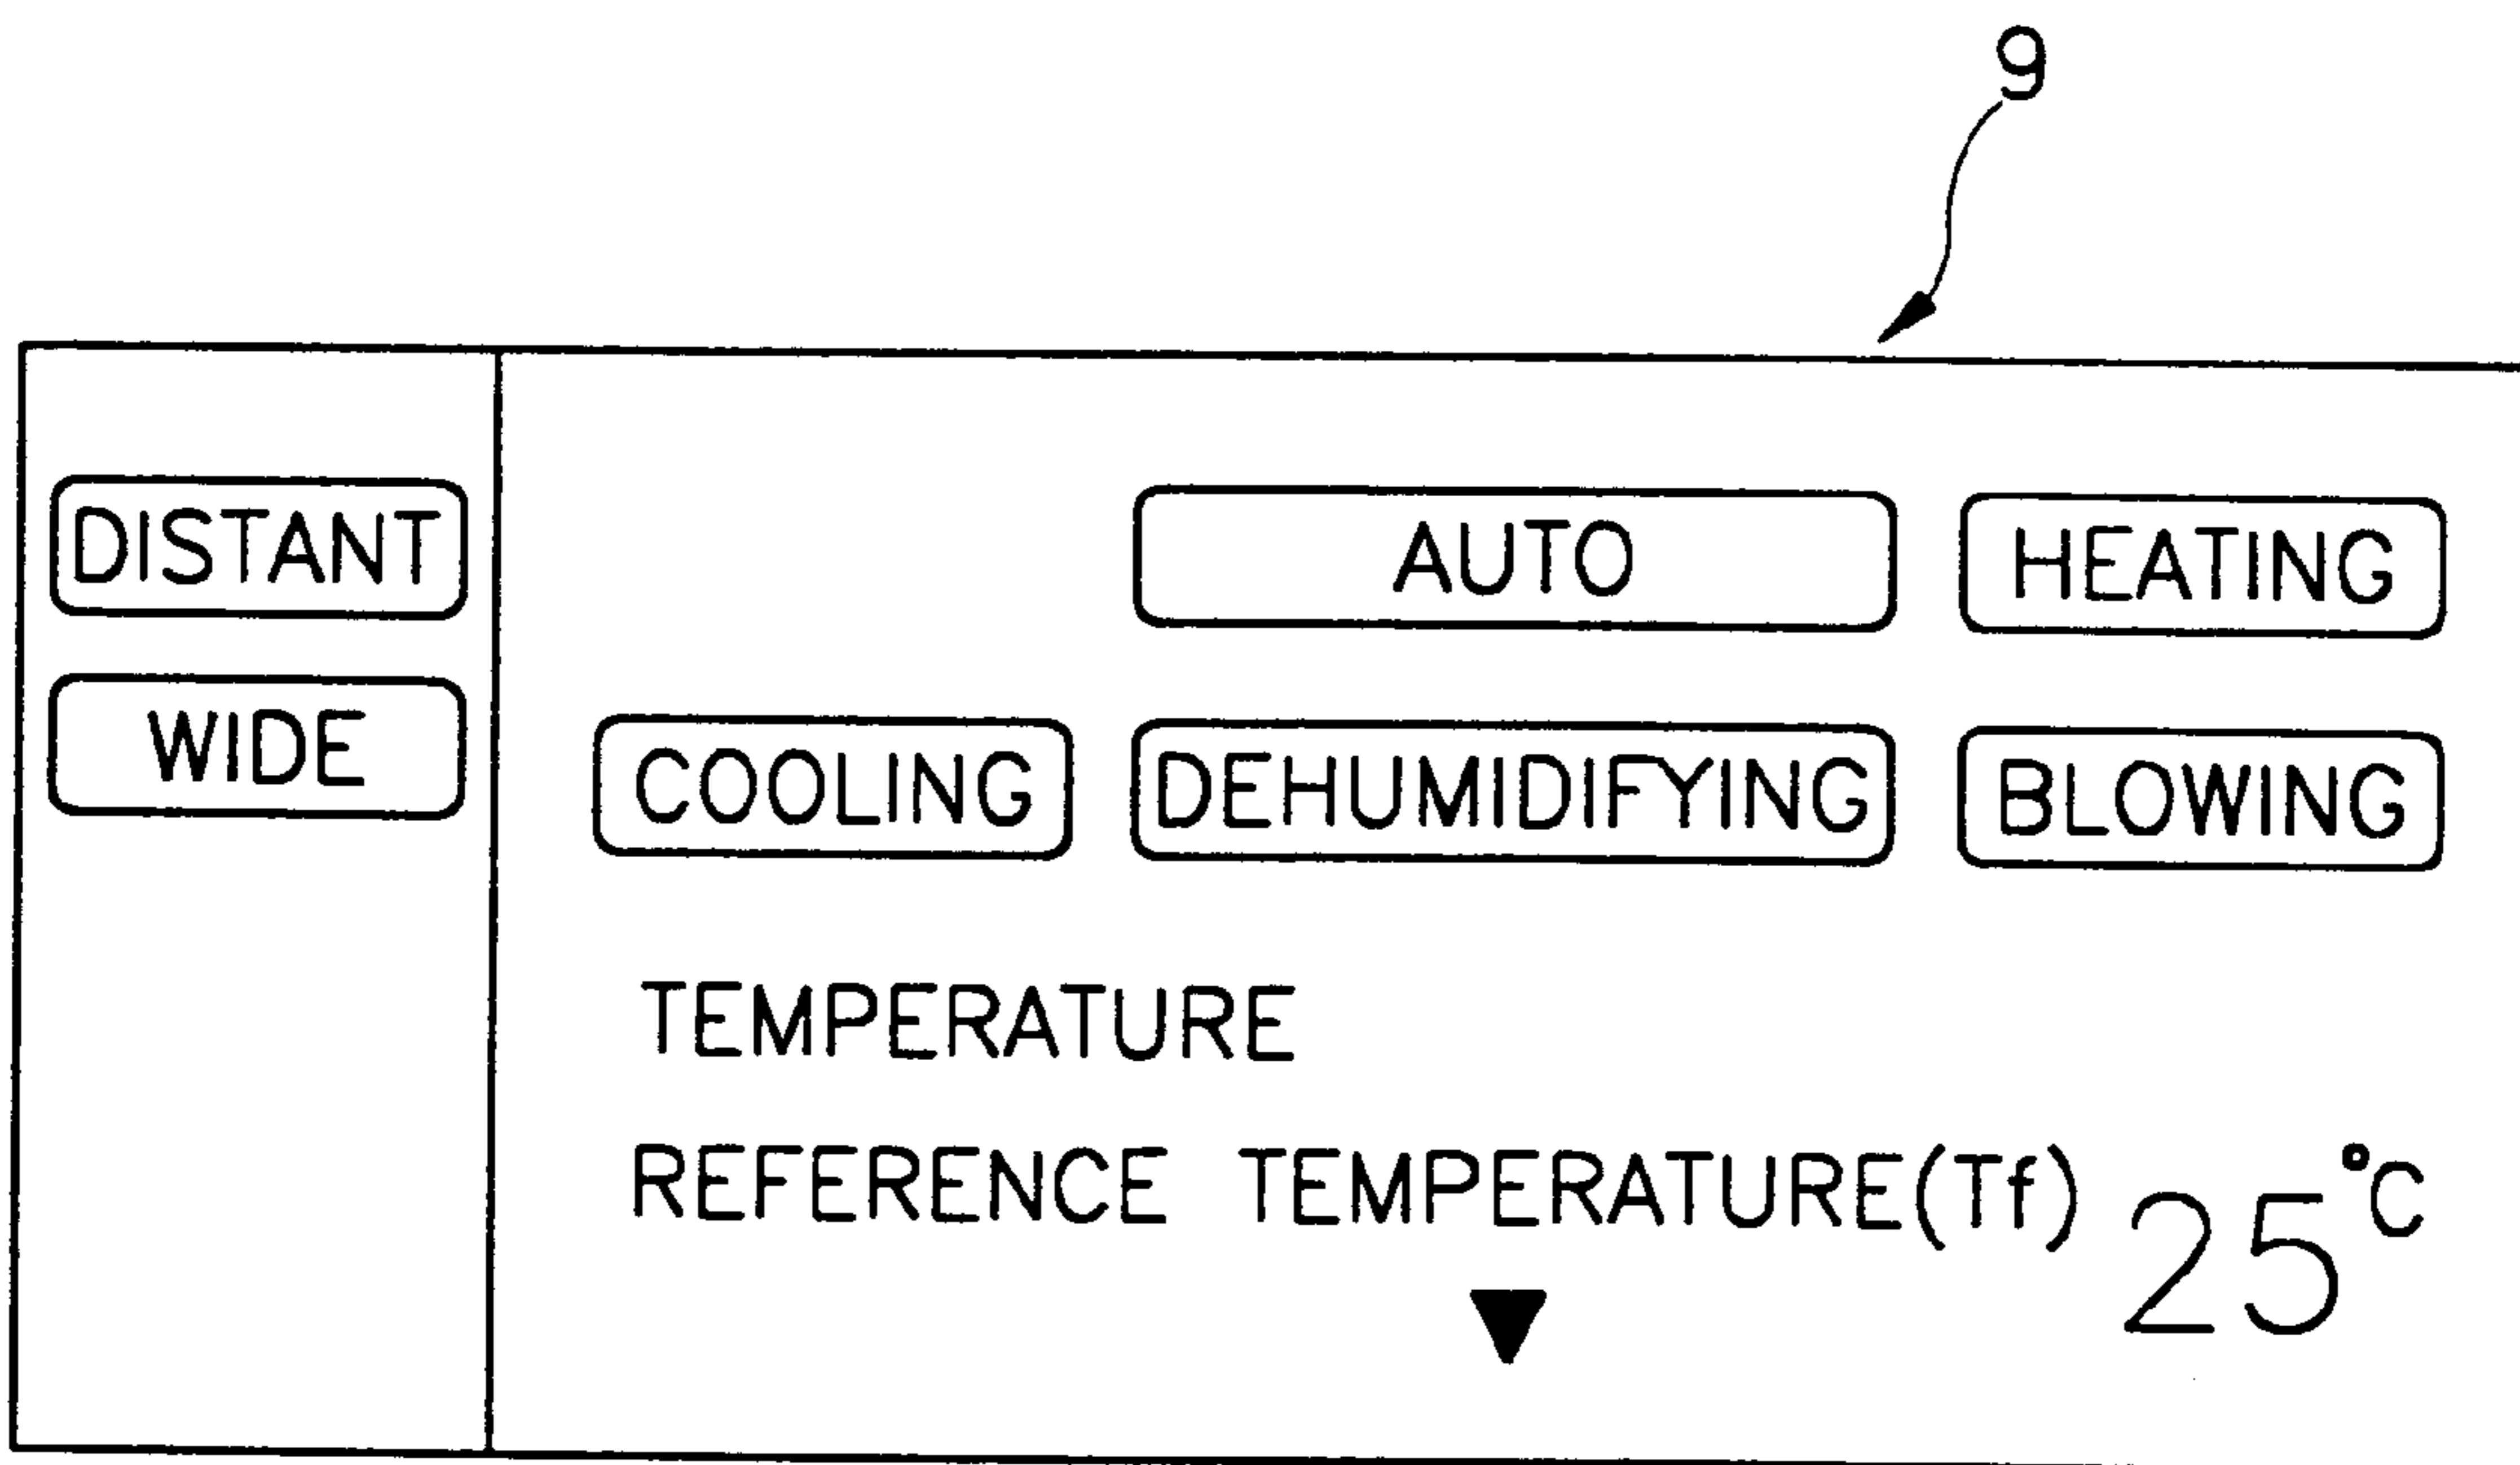 9
DISTANT
WIDE
AUTO HEATING
COOLING DEHUMIDIFYING BLOWING
TEMPERATURE
REFERENCE TEMPERATURE(Tf) 25°C